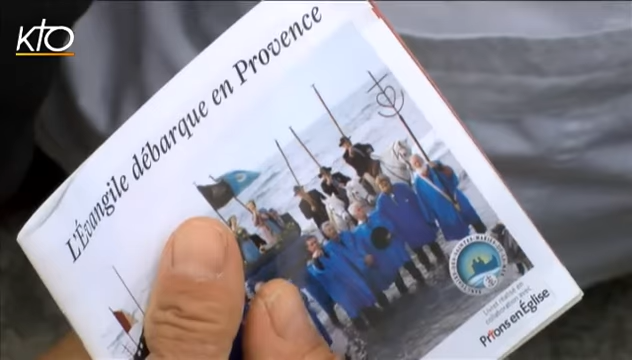 kto
L'Évangile débarque en Provence
Livret réalisé en
collaboration avec
Prions en Église